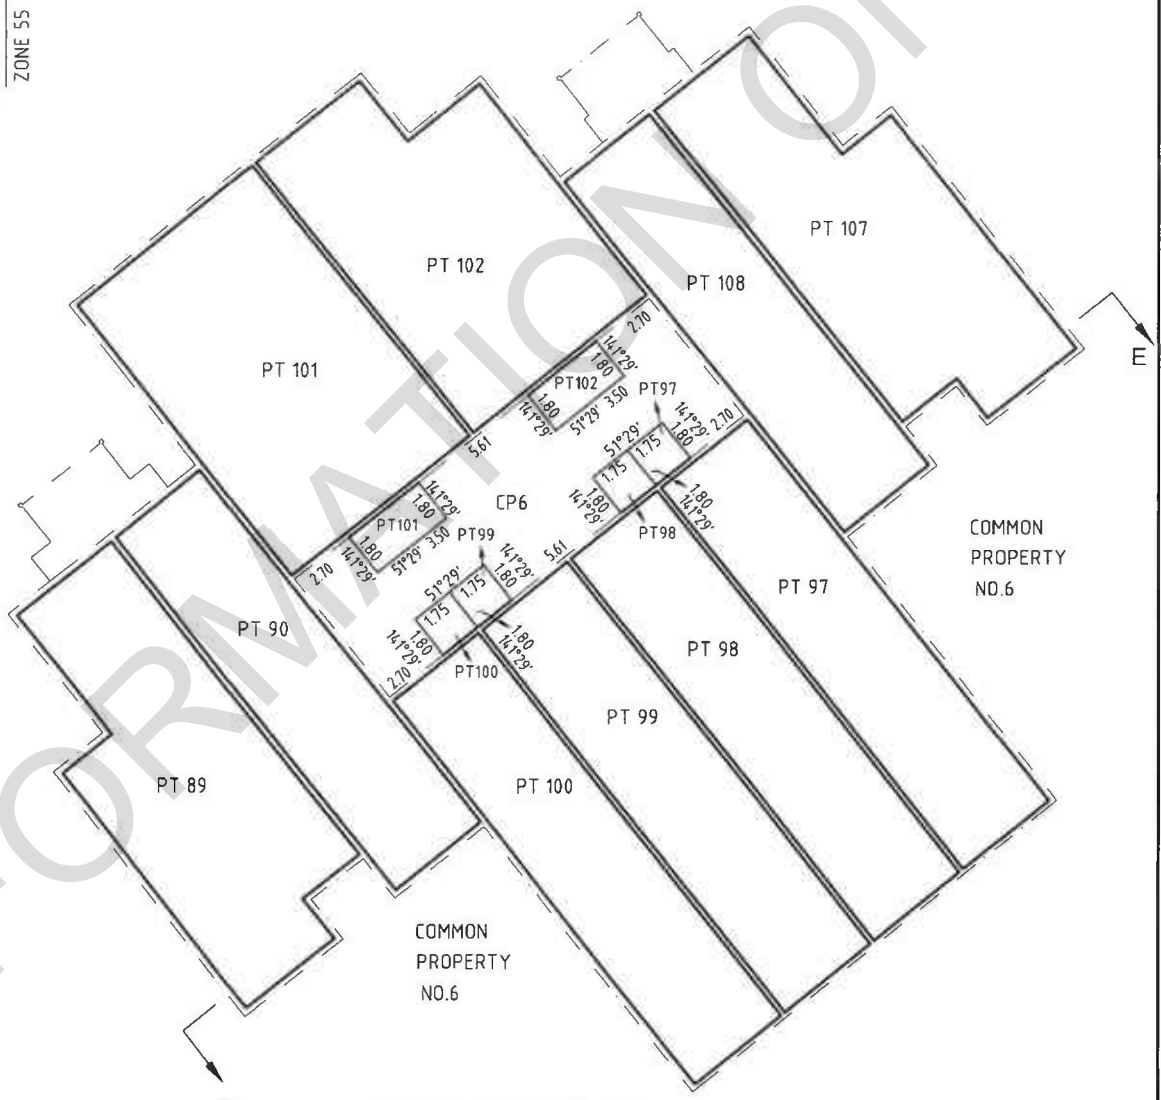 ZONE 55
FORMATION O
PT 107
PT 102
PT 108
2.70
E
PT 101
141°29'
1.80
PT102
1.80
3.50
51°29'
141°29'
PT97
141°29'
2.70
1.80
1.75
51°29'
1.75
1.80
141°29'
1.80
141°29'
PT98
5.61
CP6
141°29'
1.80
PT101
1.80
3.50
51°29'
141°29'
2.70
PT99
5.61
141°29'
1.80
1.75
51°29'
1.75
1.80
141°29'
1.80
141°29'
PT100
2.70
COMMON
PROPERTY
NO.6
PT 97
PT 90
PT 98
PT 99
PT 89
PT 100
COMMON
PROPERTY
NO.6